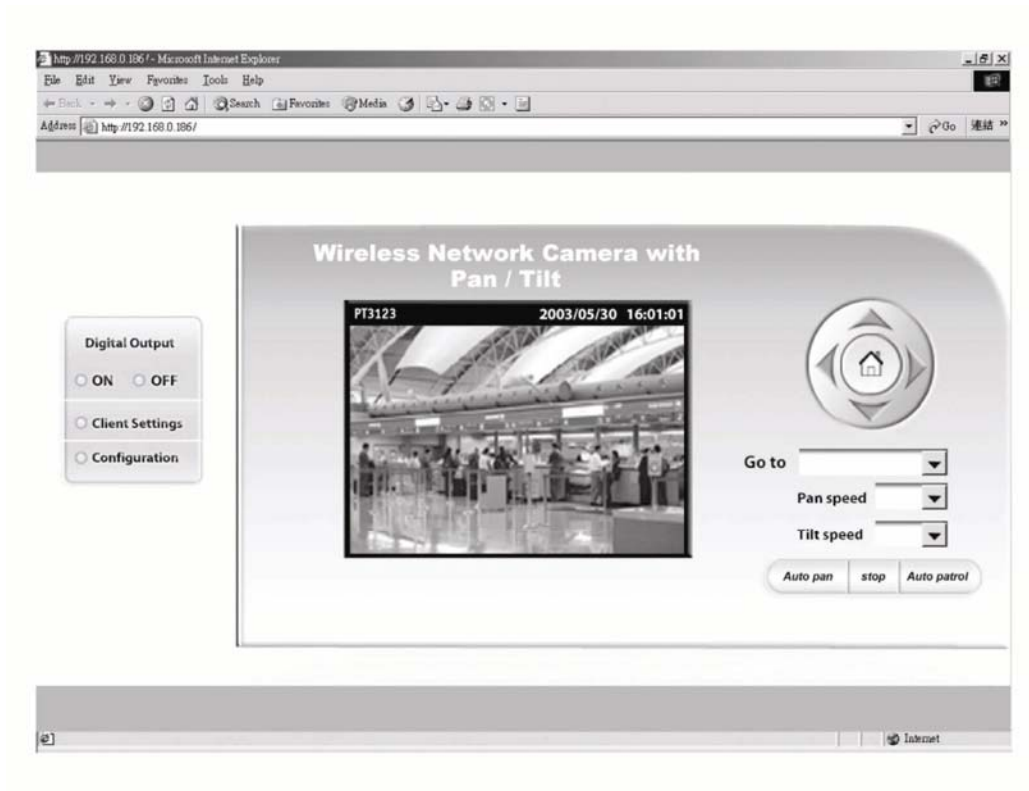 http://192.168.0.186/ - Microsoft Internet Explorer
File Edit View Favorites Tools Help
Back Search Favorites Media
Address http://192.168.0.186/ Go 連結 »
Wireless Network Camera with
Pan / Tilt
PT3123 2003/05/30 16:01:01
Digital Output
ON OFF
Client Settings
Configuration
Go to
Pan speed
Tilt speed
Auto pan stop Auto patrol
Internet